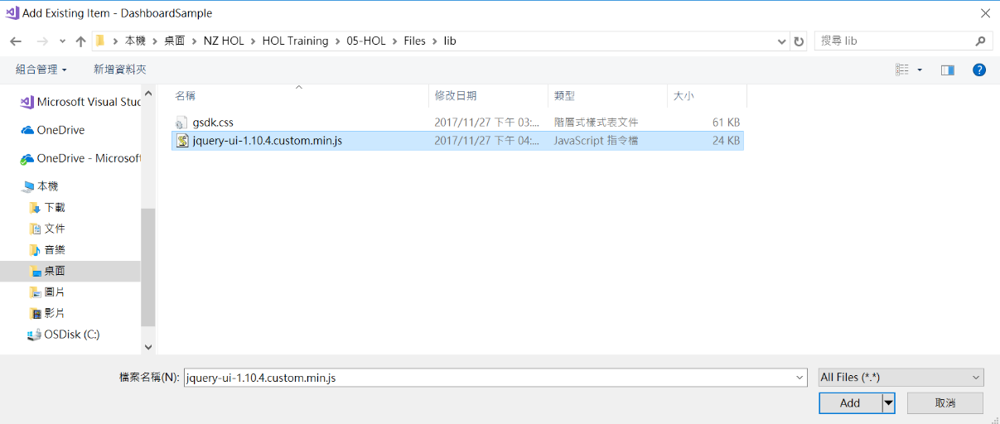 Add Existing Item - DashboardSample
本機 > 桌面 > NZ HOL > HOL Training > 05-HOL > Files > lib
搜尋 lib
組合管理 新增資料夾
名稱 修改日期 類型 大小
Microsoft Visual Stud
OneDrive
OneDrive - Microsoft
本機
下載
文件
音樂
桌面
圖片
影片
OSDisk (C:)
gsdk.css 2017/11/27 下午 03:... 階層式樣式表文件 61 KB
jquery-ui-1.10.4.custom.min.js 2017/11/27 下午 04:... JavaScript 指令檔 24 KB
檔案名稱(N): jquery-ui-1.10.4.custom.min.js All Files (*.*)
Add 取消